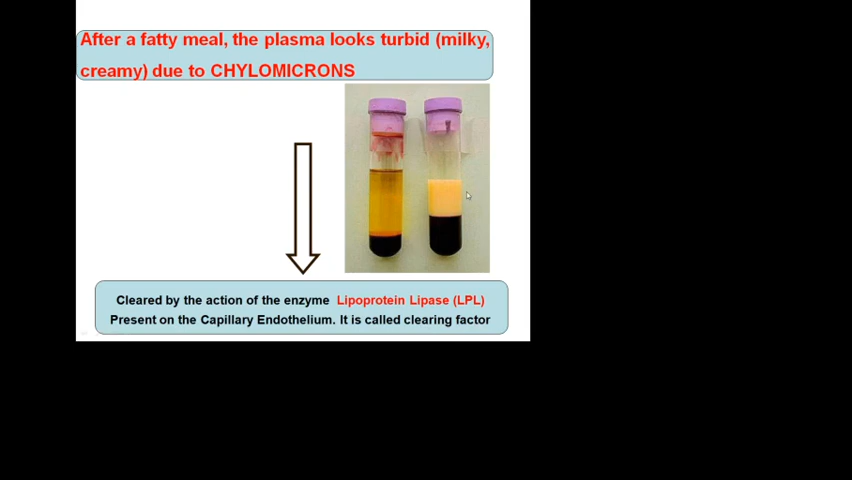 After a fatty meal, the plasma looks turbid (milky,
creamy) due to CHYLOMICRONS
Cleared by the action of the enzyme Lipoprotein Lipase (LPL)
Present on the Capillary Endothelium. It is called clearing factor